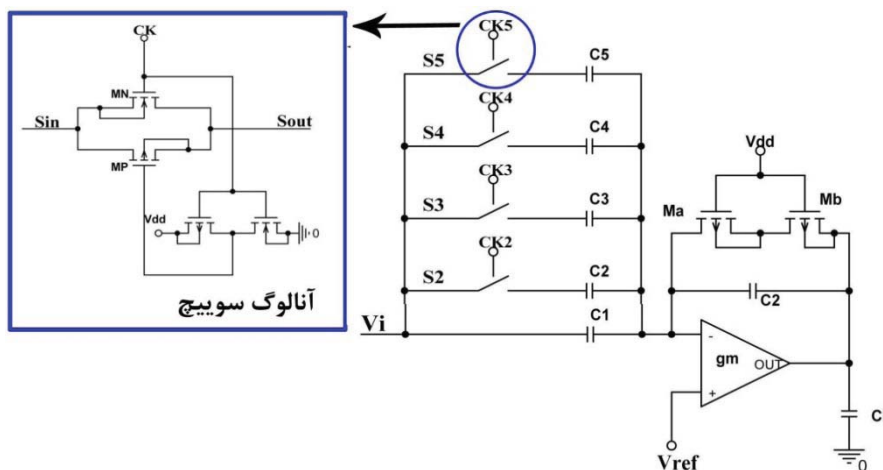 CK
MN
Sin
Sout
MP
Vdd
0
آنالوگ سوییچ
CK5
S5
C5
CK4
S4
C4
CK3
S3
C3
CK2
S2
C2
Vi
C1
Vdd
Ma
Mb
C2
-
gm
OUT
+
Vref
C
0